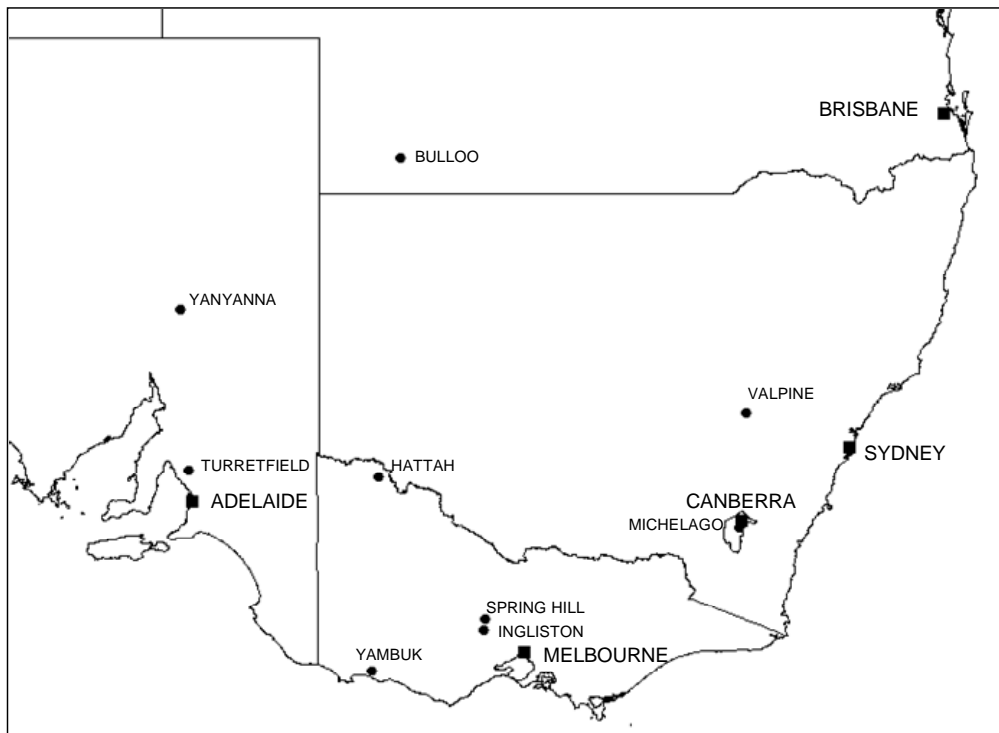 BRISBANE
BULLOO
YANYANNA
VALPINE
SYDNEY
TURRETFIELD
HATTAH
ADELAIDE
CANBERRA
MICHELAGO
SPRING HILL
INGLISTON
YAMBUK
MELBOURNE